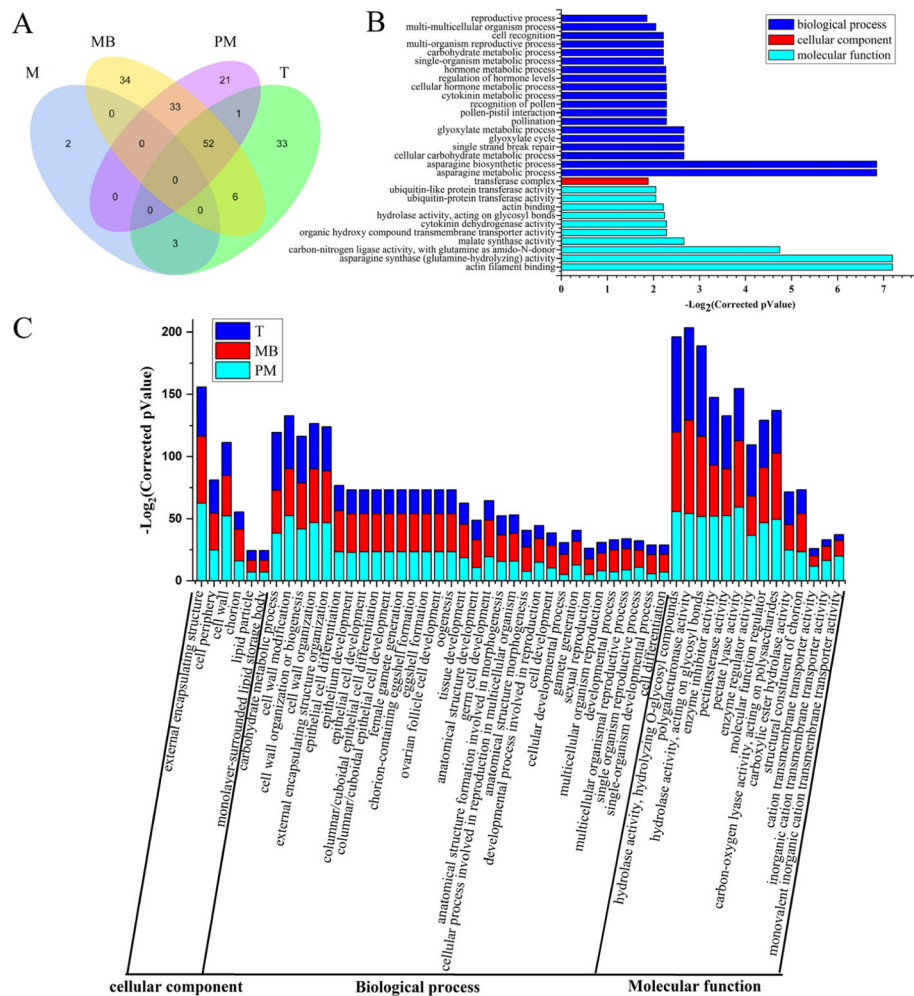 A
M
MB
PM
T
34
21
33
1
33
0
2
0
52
0
6
0
0
0
3
B
reproductive process
multi-multicellular organism process
cell recognition
multi-organism reproductive process
carbohydrate metabolic process
single-organism metabolic process
hormone metabolic process
regulation of hormone levels
cellular hormone metabolic process
cytokinin metabolic process
recognition of pollen
pollen-pistil interaction
pollination
glyoxylate metabolic process
glyoxylate cycle
single strand break repair
cellular carbohydrate metabolic process
asparagine biosynthetic process
asparagine metabolic process
transferase complex
ubiquitin-like protein transferase activity
ubiquitin-protein transferase activity
actin binding
hydrolase activity, acting on glycosyl bonds
cytokinin dehydrogenase activity
organic hydroxy compound transmembrane transporter activity
malate synthase activity
carbon-nitrogen ligase activity, with glutamine as amido-N-donor
asparagine synthase (glutamine-hydrolyzing) activity
actin filament binding
biological process
cellular component
molecular function
0 1 2 3 4 5 6 7
-Log2(Corrected pValue)
C
T
MB
PM
-Log2(Corrected pValue)
200
150
100
50
0
external encapsulating structure
cell periphery
cell wall
chorion
lipid particle
monolayer-surrounded lipid storage body
carbohydrate metabolic process
cell wall modification
cell wall organization or biogenesis
cell wall organization
external encapsulating structure organization
epithelial cell differentiation
epithelium development
epithelial cell development
columnar/cuboidal epithelial cell differentiation
columnar/cuboidal epithelial cell development
female gamete generation
chorion-containing eggshell formation
eggshell formation
ovarian follicle cell development
oogenesis
tissue development
anatomical structure development
germ cell development
anatomical structure formation involved in morphogenesis
cellular process involved in reproduction in multicellular organism
anatomical structure morphogenesis
developmental process involved in reproduction
cell development
cellular developmental process
gamete generation
sexual reproduction
multicellular organism reproduction
developmental process
multicellular organismal reproductive process
single organism reproductive process
single-organism developmental process
cell differentiation
hydrolase activity, hydrolyzing O-glycosyl compounds
polygalacturonase activity
hydrolase activity, acting on glycosyl bonds
enzyme inhibitor activity
pectinesterase activity
pectate lyase activity
enzyme regulator activity
molecular function regulator
carbon-oxygen lyase activity, acting on polysaccharides
carboxylic ester hydrolase activity
structural constituent of chorion
cation transmembrane transporter activity
inorganic cation transmembrane transporter activity
monovalent inorganic cation transmembrane transporter activity
cellular component
Biological process
Molecular function